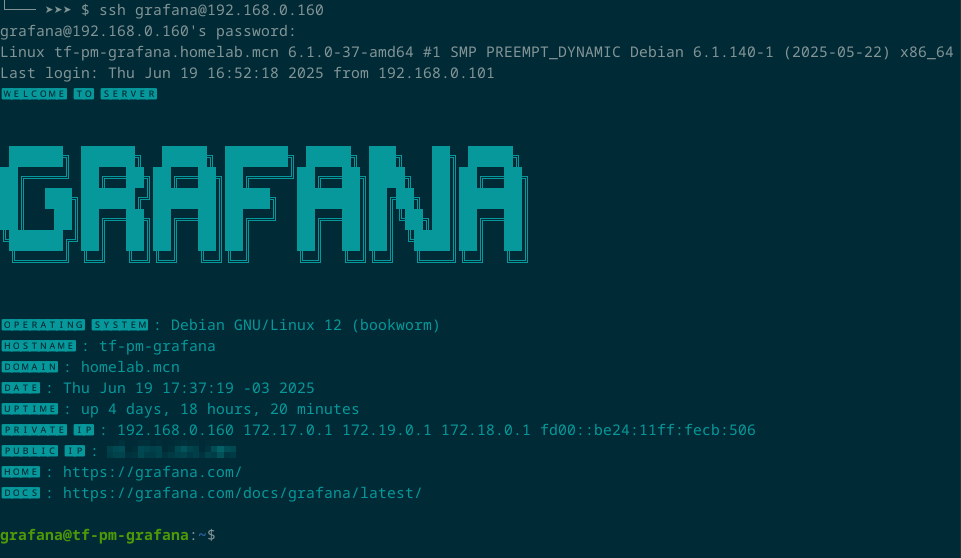 └── ➤➤➤ $ ssh grafana@192.168.0.160
grafana@192.168.0.160's password:
Linux tf-pm-grafana.homelab.mcn 6.1.0-37-amd64 #1 SMP PREEMPT_DYNAMIC Debian 6.1.140-1 (2025-05-22) x86_64
Last login: Thu Jun 19 16:52:18 2025 from 192.168.0.101
WELCOME TO SERVER
GRAFANA
OPERATING SYSTEM : Debian GNU/Linux 12 (bookworm)
HOSTNAME : tf-pm-grafana
DOMAIN : homelab.mcn
DATE : Thu Jun 19 17:37:19 -03 2025
UPTIME : up 4 days, 18 hours, 20 minutes
PRIVATE IP : 192.168.0.160 172.17.0.1 172.19.0.1 172.18.0.1 fd00::be24:11ff:fecb:506
PUBLIC IP :
HOME : https://grafana.com/
DOCS : https://grafana.com/docs/grafana/latest/
grafana@tf-pm-grafana:~$